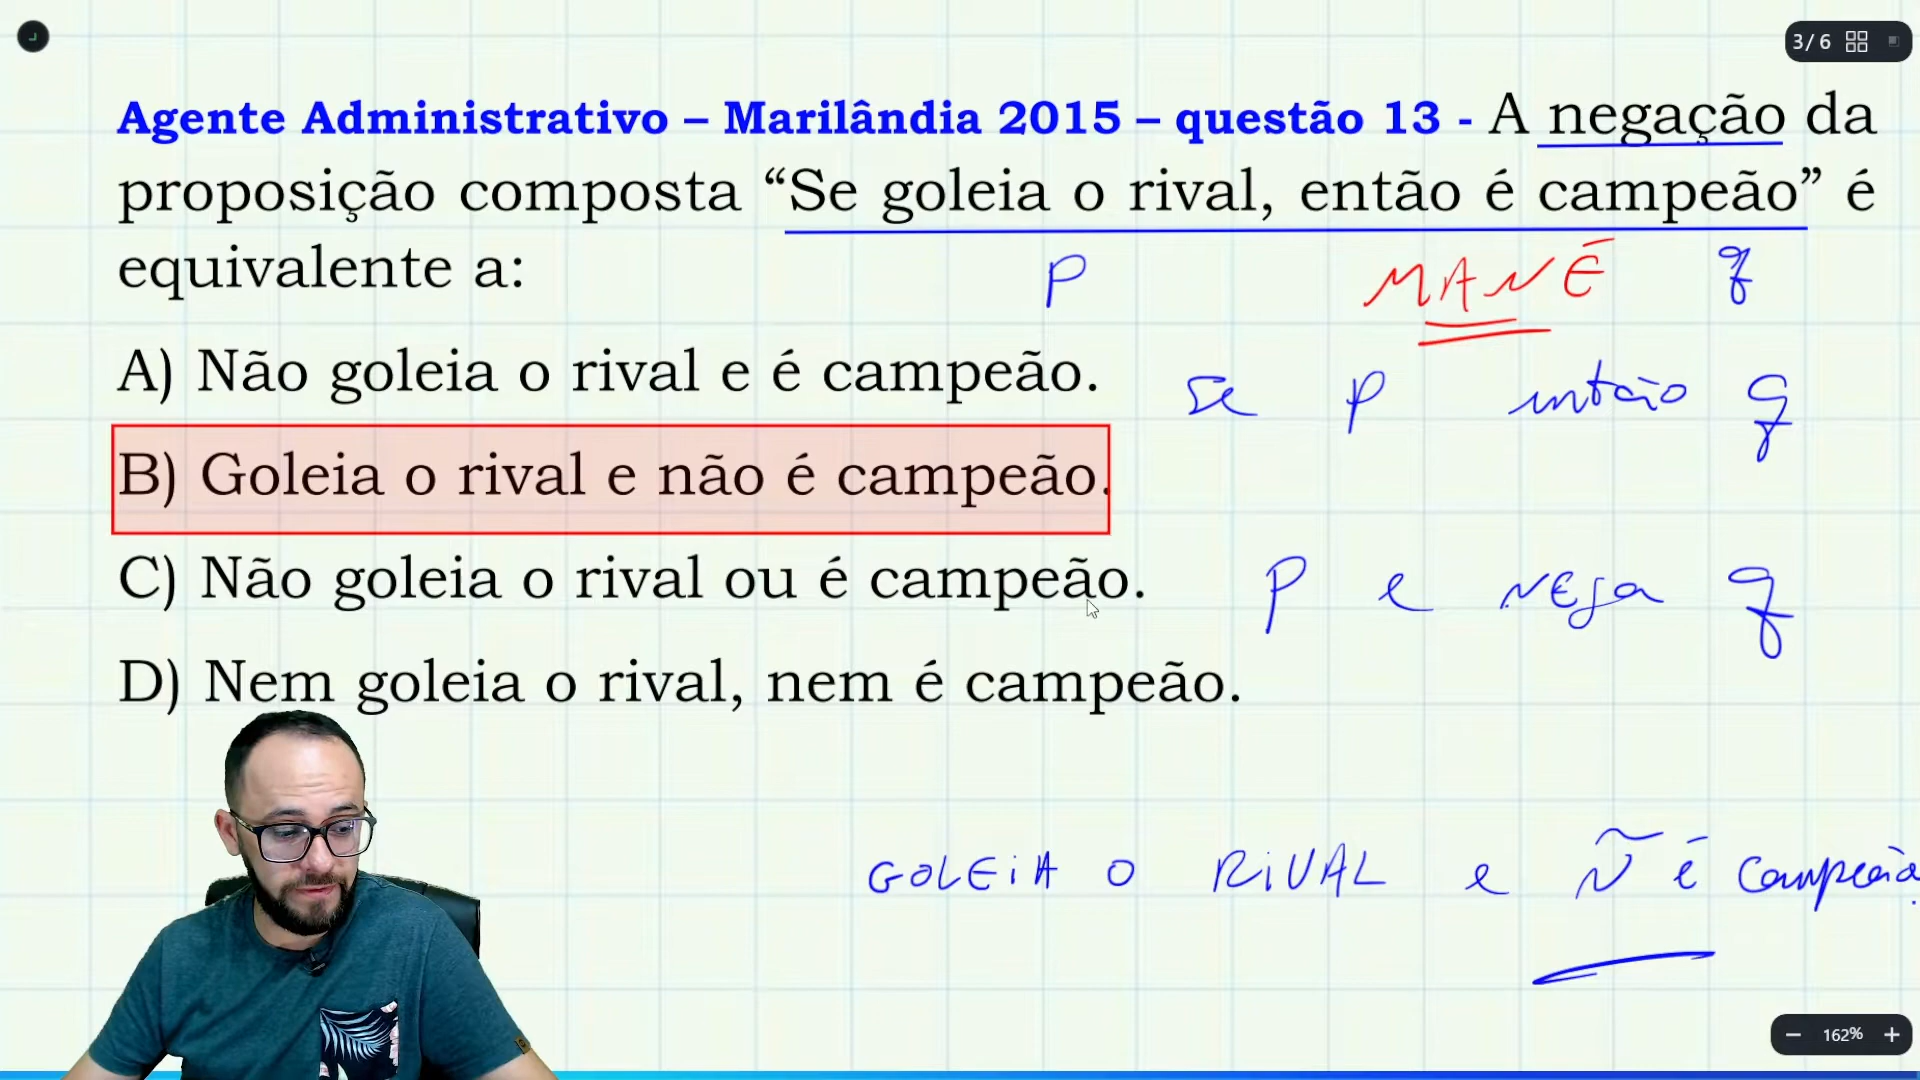 3/6
Agente Administrativo – Marilândia 2015 – questão 13 - A negação da
proposição composta “Se goleia o rival, então é campeão” é
equivalente a:
P MANÉ q
A) Não goleia o rival e é campeão.
se P então q
B) Goleia o rival e não é campeão.
C) Não goleia o rival ou é campeão.
P e NEGA q
D) Nem goleia o rival, nem é campeão.
GOLEIA O RIVAL e Ñ é campeão.
162%